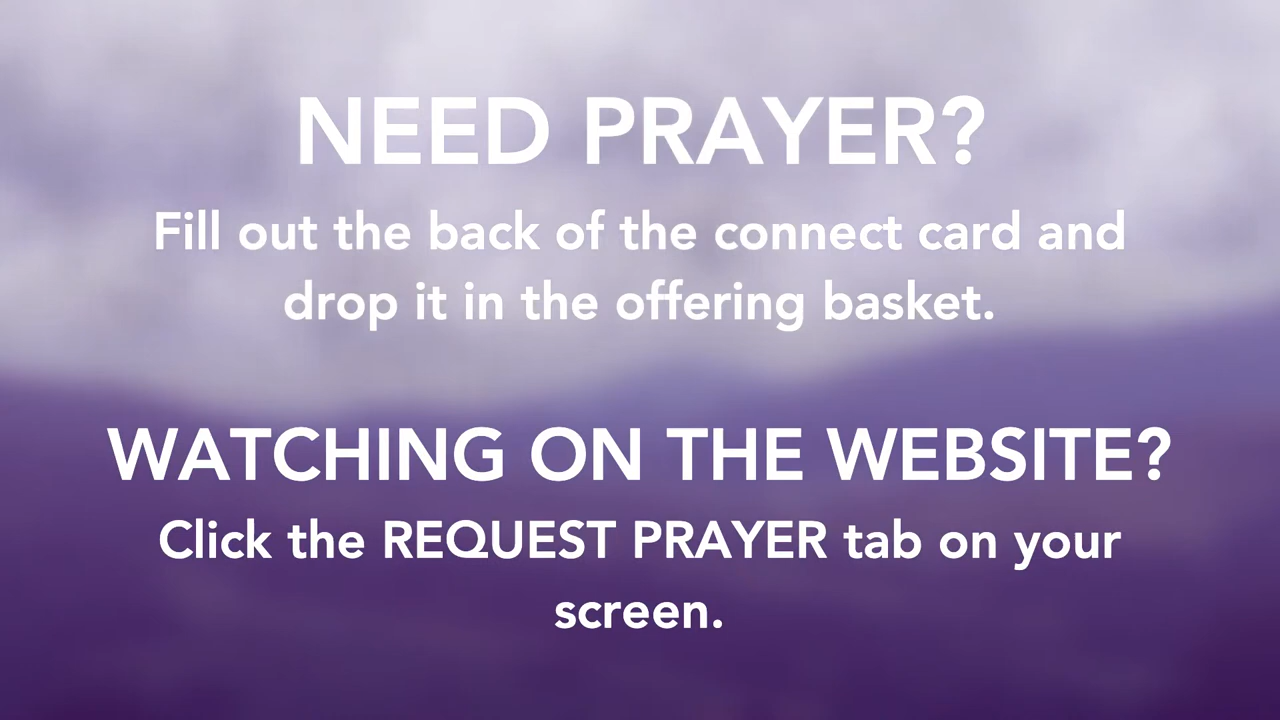 NEED PRAYER?
Fill out the back of the connect card and
drop it in the offering basket.
WATCHING ON THE WEBSITE?
Click the REQUEST PRAYER tab on your
screen.